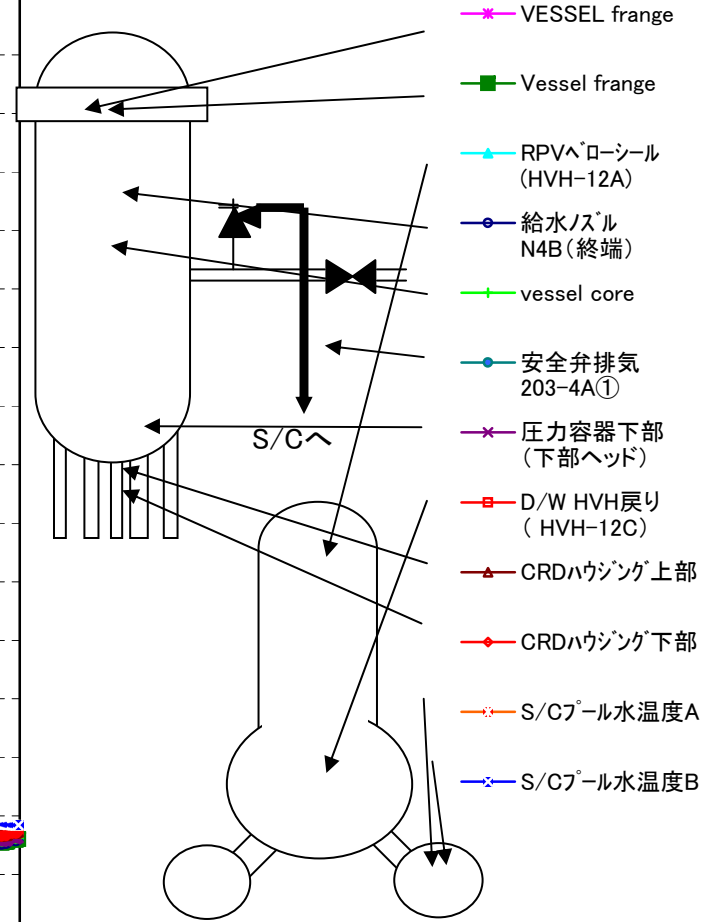 VESSEL frange
Vessel frange
RPVベローシール
(HVH-12A)
給水ノズル
N4B(終端)
vessel core
安全弁排気
203-4A①
S/Cへ
圧力容器下部
(下部ヘッド)
D/W HVH戻り
( HVH-12C)
CRDハウジング上部
CRDハウジング下部
S/Cプール水温度A
S/Cプール水温度B